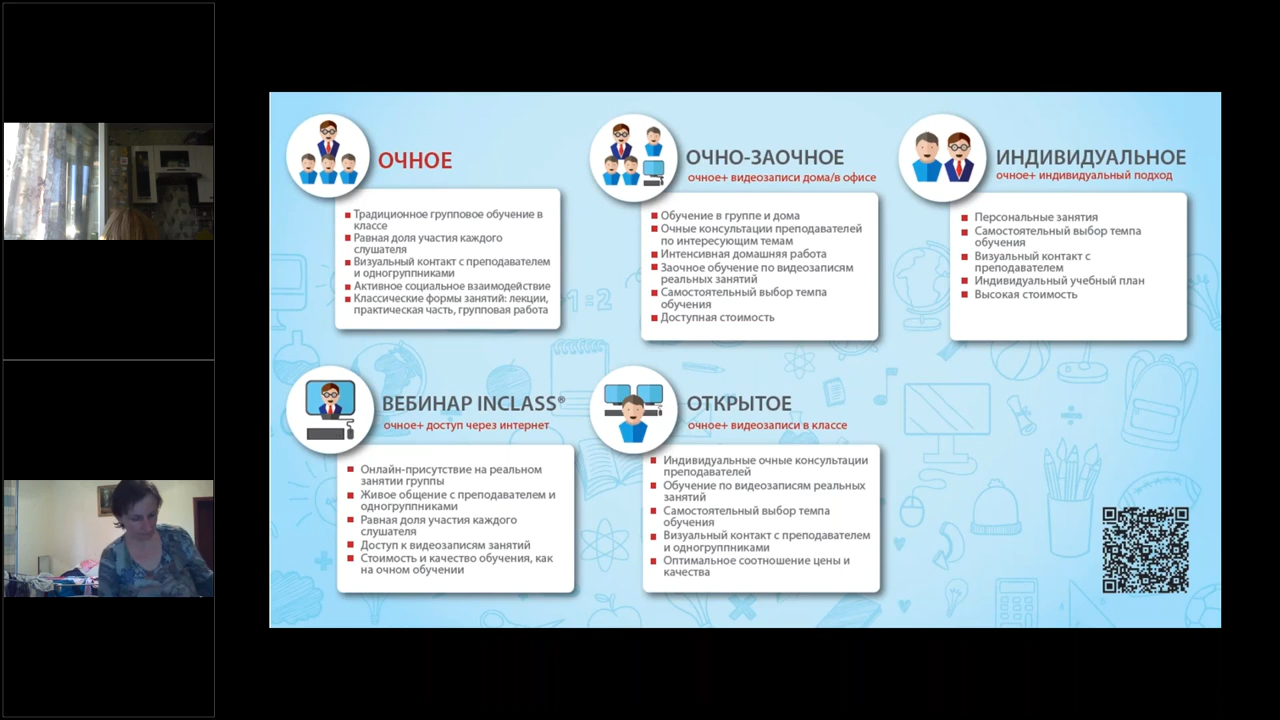 ОЧНОЕ
Традиционное групповое обучение в
классе
Равная доля участия каждого
слушателя
Визуальный контакт с преподавателем
и одногруппниками
Активное социальное взаимодействие
Классические формы занятий: лекции,
практическая часть, групповая работа
ОЧНО-ЗАОЧНОЕ
очное+ видеозаписи дома/в офисе
Обучение в группе и дома
Очные консультации преподавателей
по интересующим темам
Интенсивная домашняя работа
Заочное обучение по видеозаписям
реальных занятий
Самостоятельный выбор темпа
обучения
Доступная стоимость
ИНДИВИДУАЛЬНОЕ
очное+ индивидуальный подход
Персональные занятия
Самостоятельный выбор темпа
обучения
Визуальный контакт с
преподавателем
Индивидуальный учебный план
Высокая стоимость
ВЕБИНАР INCLASS®
очное+ доступ через интернет
Онлайн-присутствие на реальном
занятии группы
Живое общение с преподавателем и
одногруппниками
Равная доля участия каждого
слушателя
Доступ к видеозаписям занятий
Стоимость и качество обучения, как
на очном обучении
ОТКРЫТОЕ
очное+ видеозаписи в классе
Индивидуальные очные консультации
преподавателей
Обучение по видеозаписям реальных
занятий
Самостоятельный выбор темпа
обучения
Визуальный контакт с преподавателем
и одногруппниками
Оптимальное соотношение цены и
качества